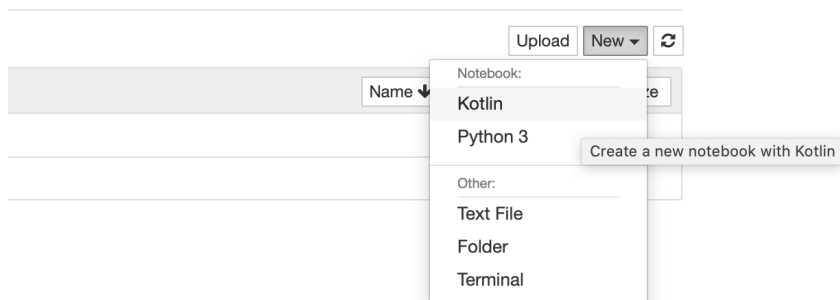 Upload New
Name
Notebook:
Kotlin
Python 3
Create a new notebook with Kotlin
Other:
Text File
Folder
Terminal